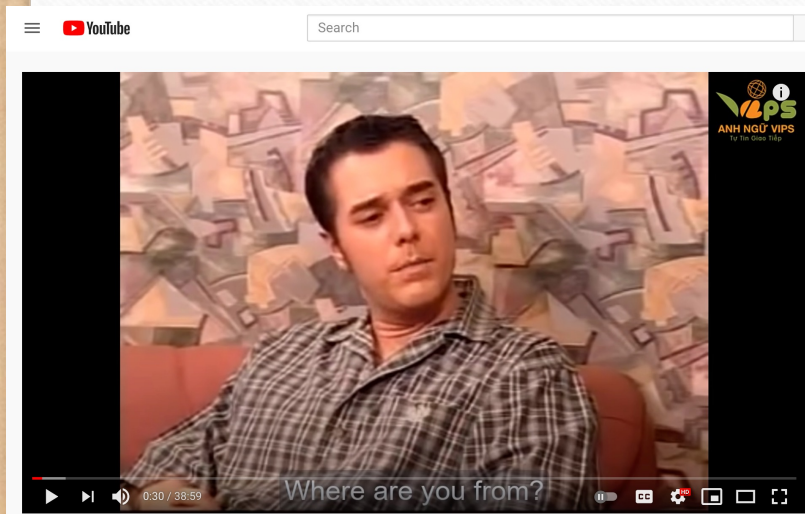 YouTube
Search
VIPS
i
ANH NGỮ VIPS
Tự Tin Giao Tiếp
Where are you from?
0:30 / 38:59
CC
HD